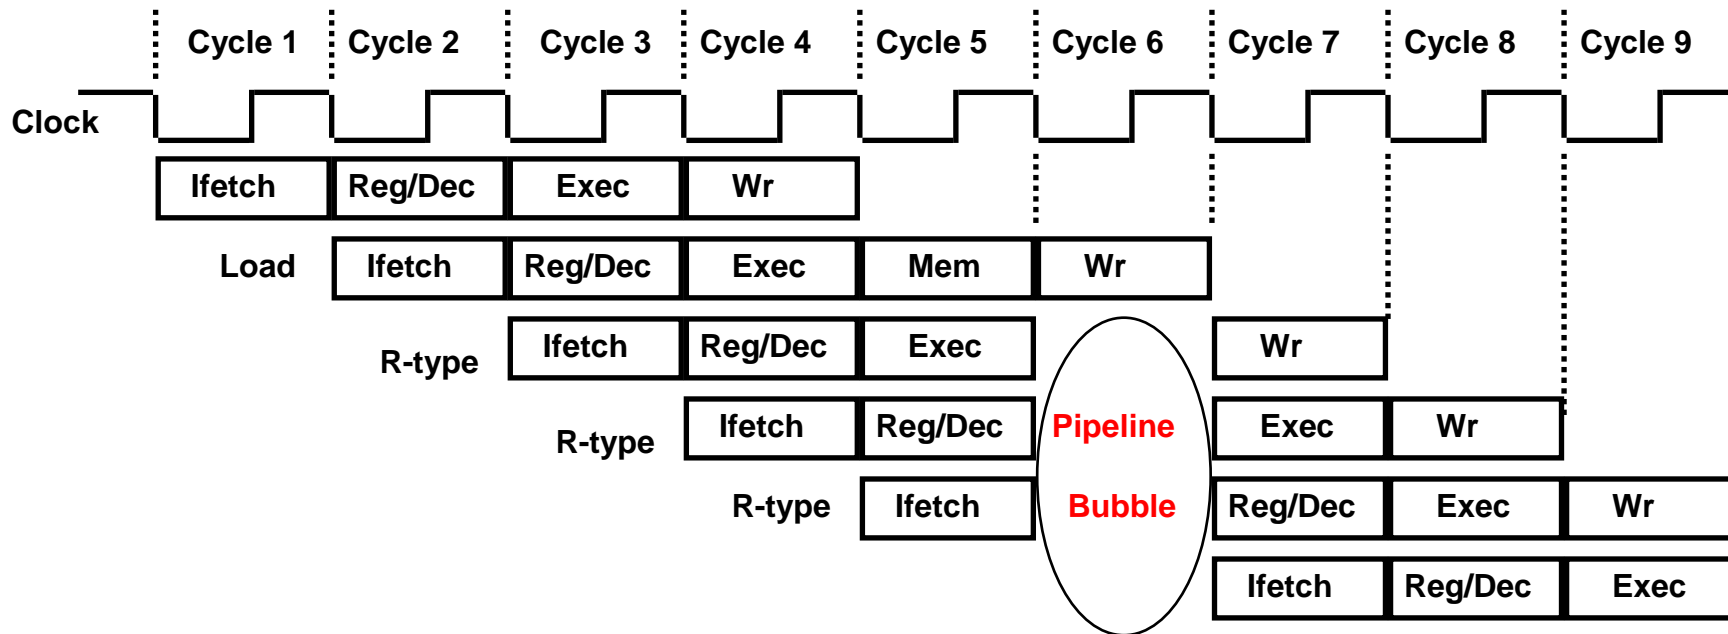 Cycle 1 Cycle 2 Cycle 3 Cycle 4 Cycle 5 Cycle 6 Cycle 7 Cycle 8 Cycle 9
Clock
Ifetch Reg/Dec Exec Wr
Load Ifetch Reg/Dec Exec Mem Wr
R-type Ifetch Reg/Dec Exec Wr
R-type Ifetch Reg/Dec Pipeline Exec Wr
R-type Ifetch Bubble Reg/Dec Exec Wr
Ifetch Reg/Dec Exec